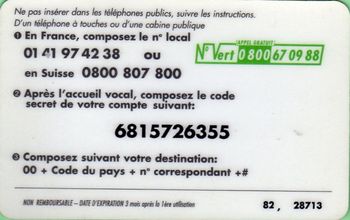 Ne pas insérer dans les téléphones publics, suivre les instructions.
D'un téléphone à touches ou d'une cabine publique
❶ En France, composez le n° local
01 41 97 42 38 ou
APPEL GRATUIT
N° Vert 0 800 67 09 88
en Suisse 0800 807 800
❷ Après l'accueil vocal, composez le code
secret de votre compte suivant:
6815726355
❸ Composez suivant votre destination:
00 + Code du pays + n° correspondant +#
NON REMBOURSABLE - DATE D'EXPIRATION 3 mois après la 1ère utilisation
82, 28713